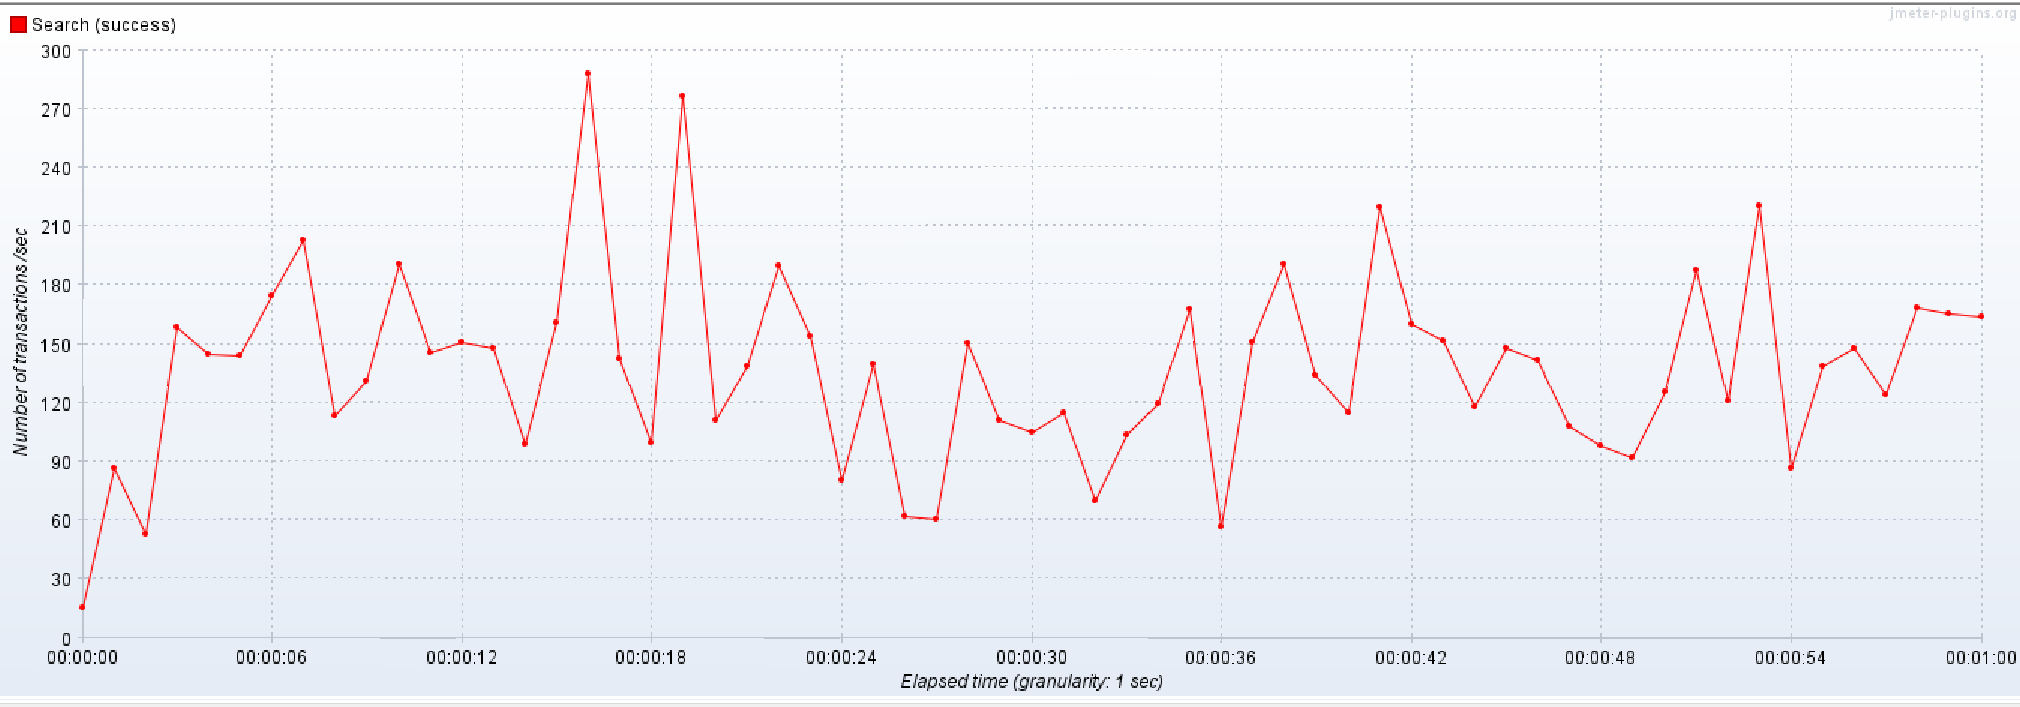 jmeter-plugins.org
Search (success)
300
270
240
210
180
150
120
90
60
30
0
Number of transactions/sec
00:00:00 00:00:06 00:00:12 00:00:18 00:00:24 00:00:30 00:00:36 00:00:42 00:00:48 00:00:54 00:01:00
Elapsed time (granularity: 1 sec)